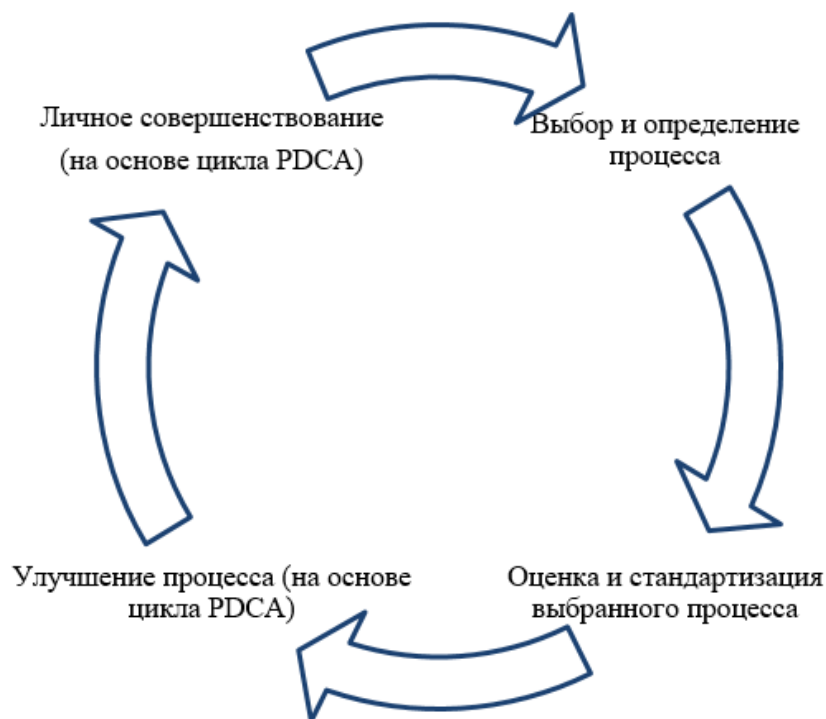 Личное совершенствование
(на основе цикла PDCA)
Выбор и определение
процесса
Улучшение процесса (на основе
цикла PDCA)
Оценка и стандартизация
выбранного процесса